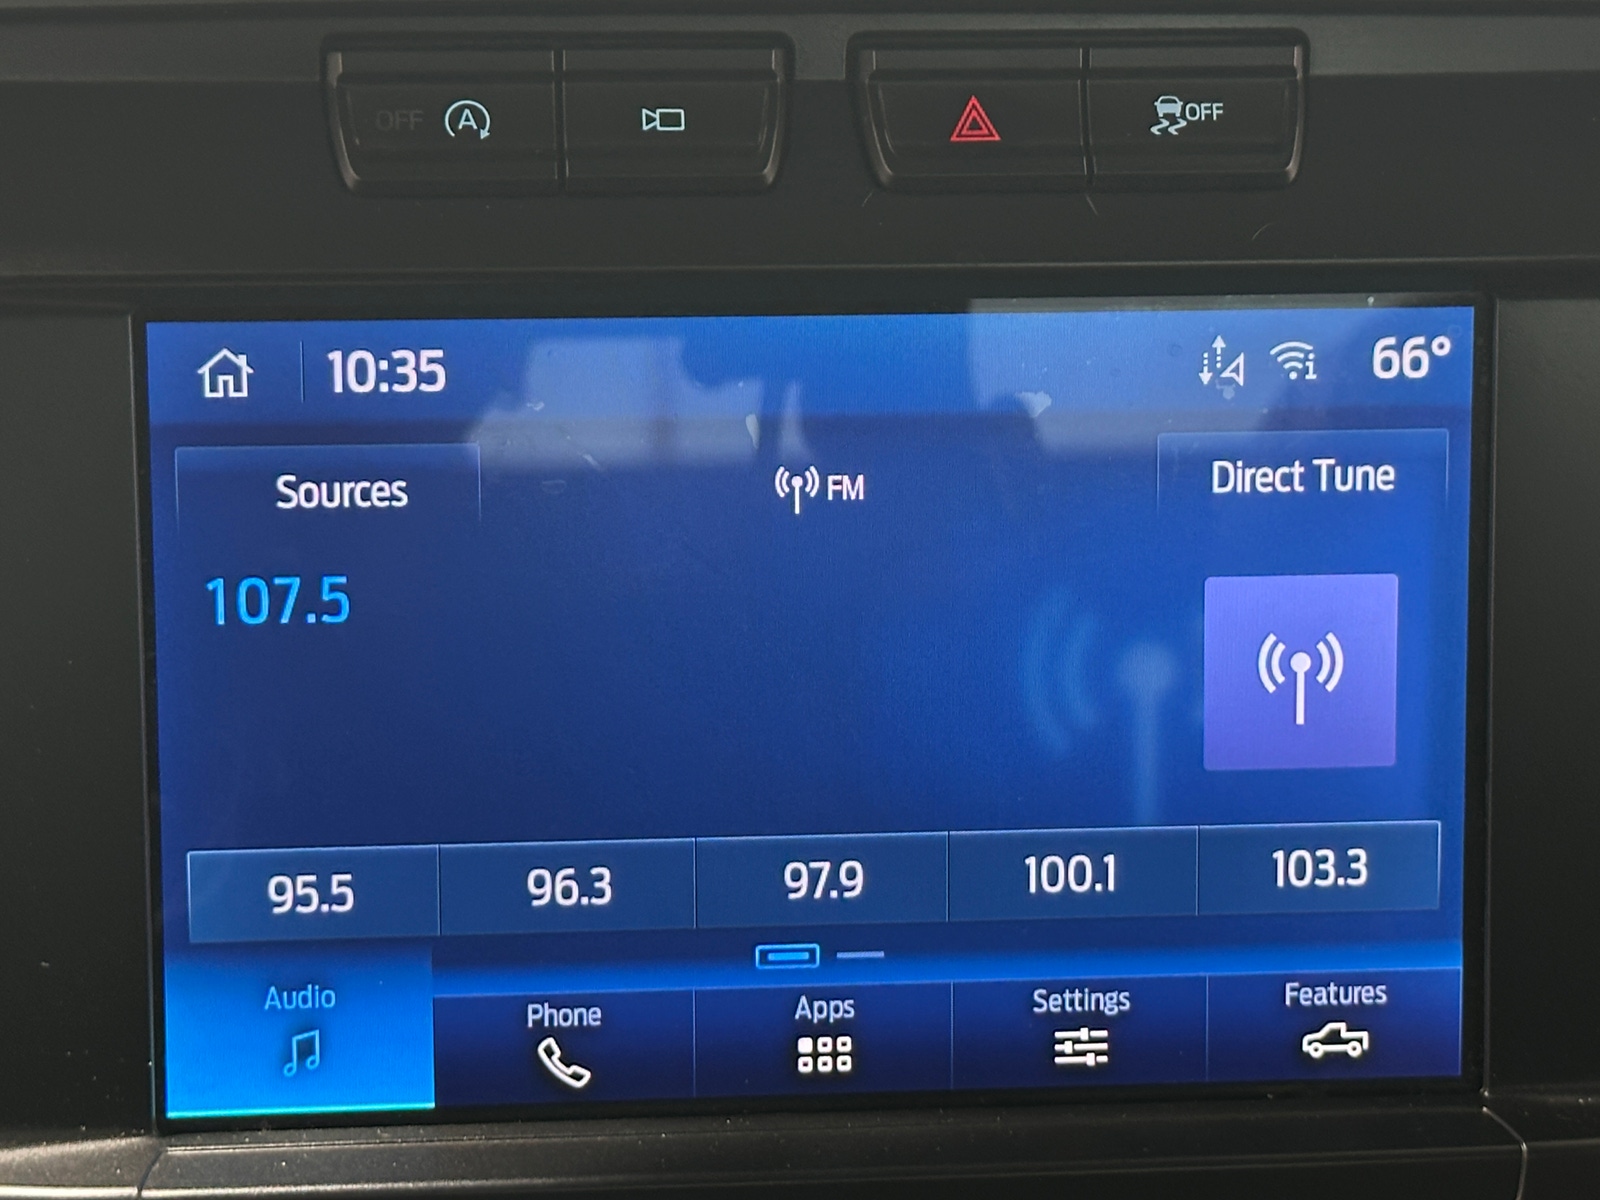 OFF A
OFF
10:35
66°
Sources
FM
Direct Tune
107.5
95.5
96.3
97.9
100.1
103.3
Audio
Phone
Apps
Settings
Features